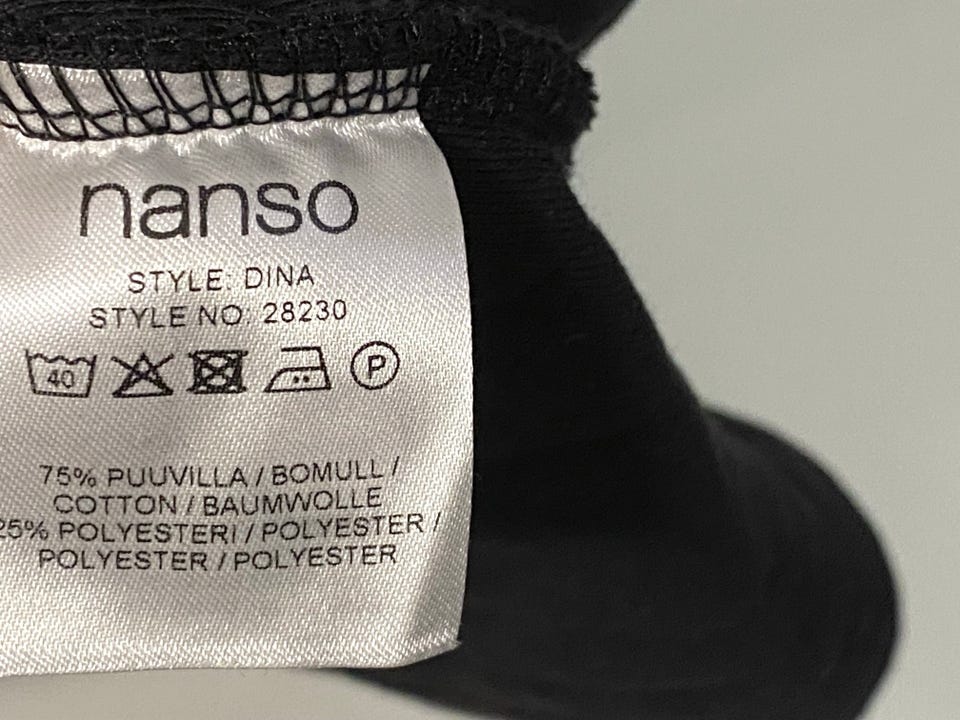 nanso
STYLE: DINA
STYLE NO: 28230
40 P
75% PUUVILLA / BOMULL /
COTTON / BAUMWOLLE
25% POLYESTERI / POLYESTER /
POLYESTER / POLYESTER